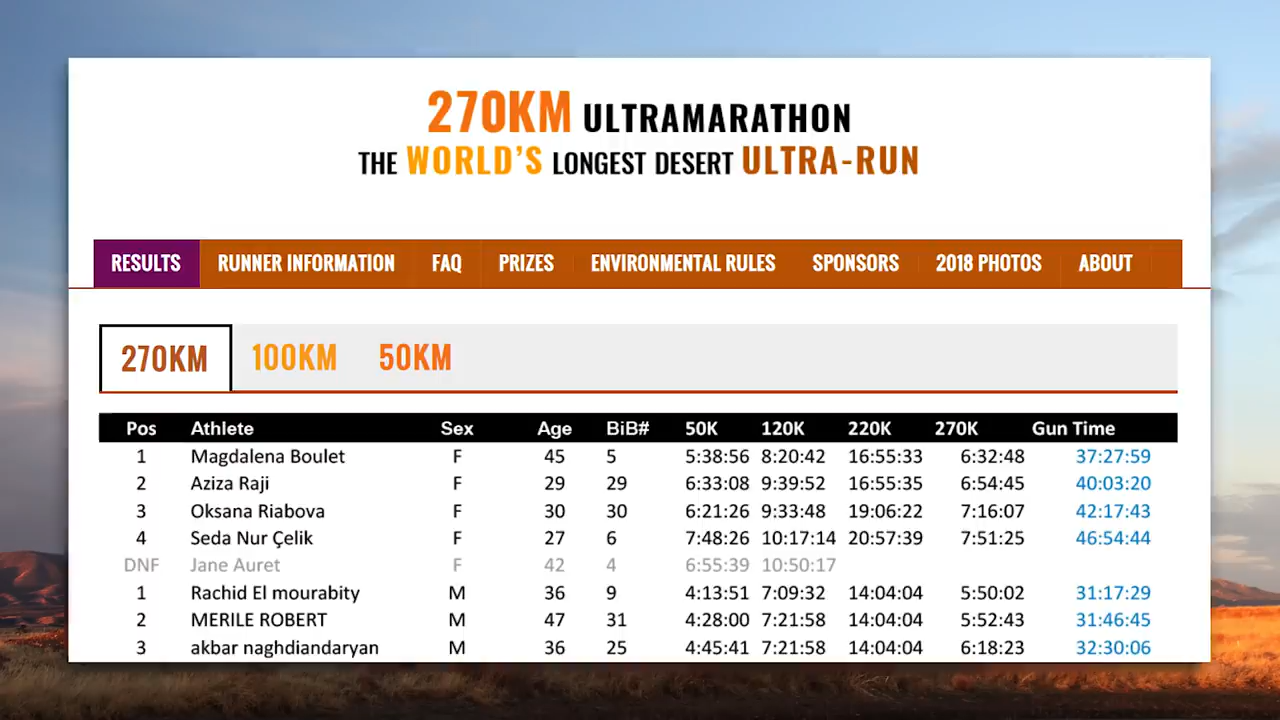 270KM ULTRAMARATHON
THE WORLD'S LONGEST DESERT ULTRA-RUN
RESULTS RUNNER INFORMATION FAQ PRIZES ENVIRONMENTAL RULES SPONSORS 2018 PHOTOS ABOUT
270KM 100KM 50KM
Pos Athlete Sex Age BiB# 50K 120K 220K 270K Gun Time
1 Magdalena Boulet F 45 5 5:38:56 8:20:42 16:55:33 6:32:48 37:27:59
2 Aziza Raji F 29 29 6:33:08 9:39:52 16:55:35 6:54:45 40:03:20
3 Oksana Riabova F 30 30 6:21:26 9:33:48 19:06:22 7:16:07 42:17:43
4 Seda Nur Çelik F 27 6 7:48:26 10:17:14 20:57:39 7:51:25 46:54:44
DNF Jane Auret F 42 4 6:55:39 10:50:17
1 Rachid El mourabity M 36 9 4:13:51 7:09:32 14:04:04 5:50:02 31:17:29
2 MERILE ROBERT M 47 31 4:28:00 7:21:58 14:04:04 5:52:43 31:46:45
3 akbar naghdiandaryan M 36 25 4:45:41 7:21:58 14:04:04 6:18:23 32:30:06